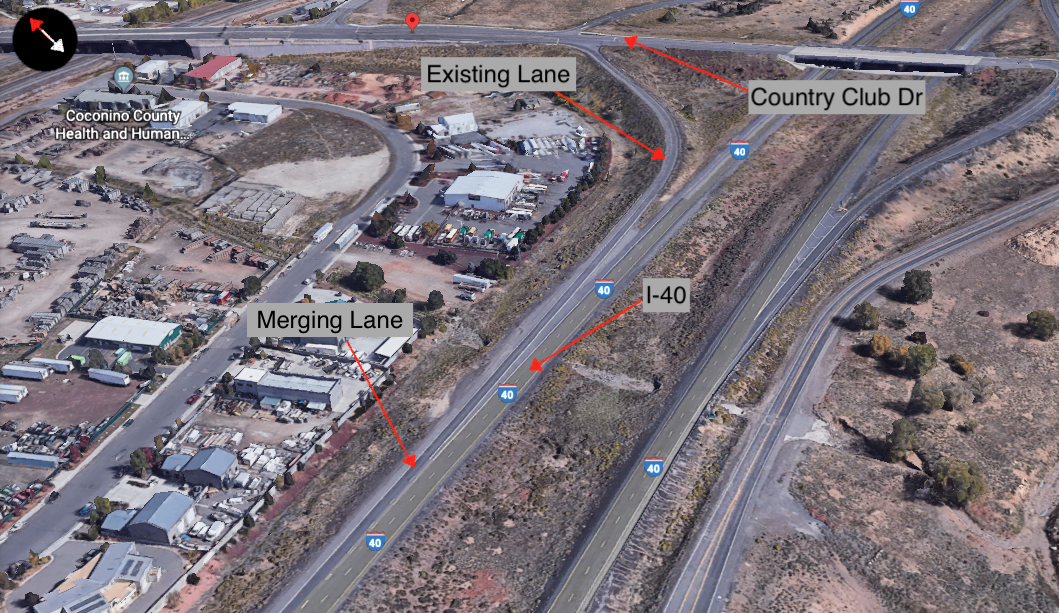 40
Existing Lane
Country Club Dr
Coconino County
Health and Human...
40
40
I-40
Merging Lane
40
40
40